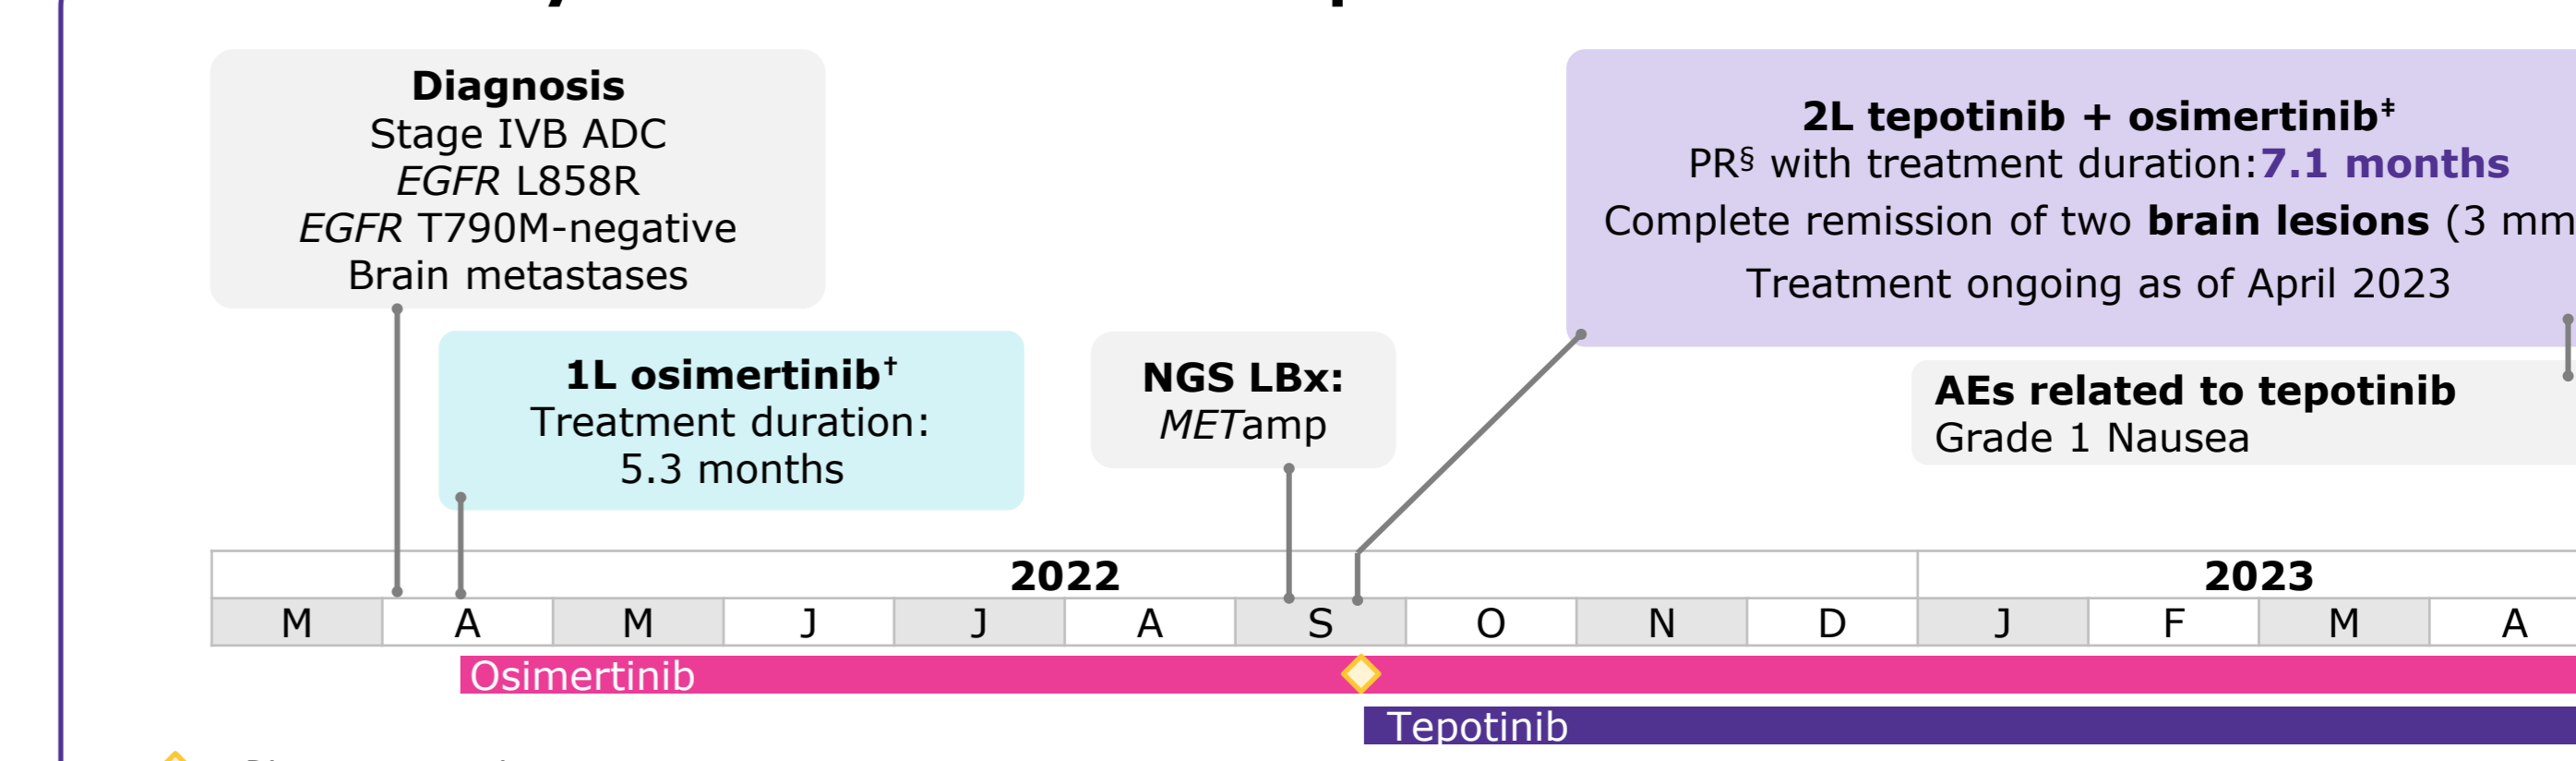 Diagnosis
Stage IVB ADC
EGFR L858R
EGFR T790M-negative
Brain metastases
1L osimertinib†
Treatment duration:
5.3 months
NGS LBx:
METamp
2L tepotinib + osimertinib‡
PR§ with treatment duration:7.1 months
Complete remission of two brain lesions (3 mm
Treatment ongoing as of April 2023
AEs related to tepotinib
Grade 1 Nausea
2022 2023
M A M J J A S O N D J F M A
Osimertinib
Tepotinib